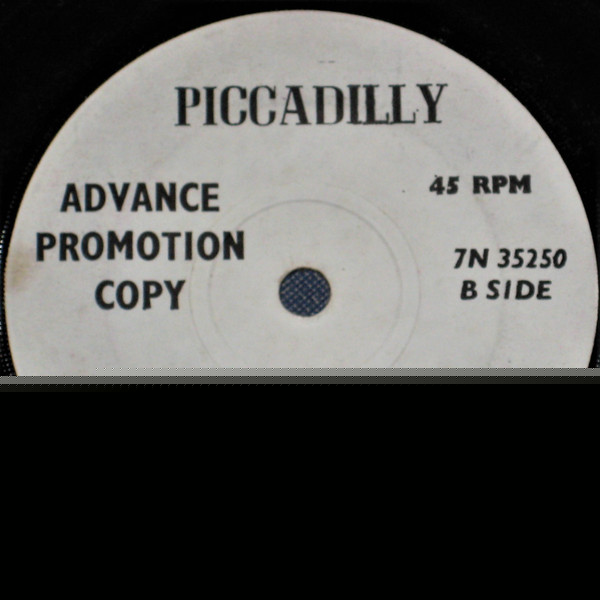 PICCADILLY
45 RPM
ADVANCE
PROMOTION
COPY
7N 35250
B SIDE